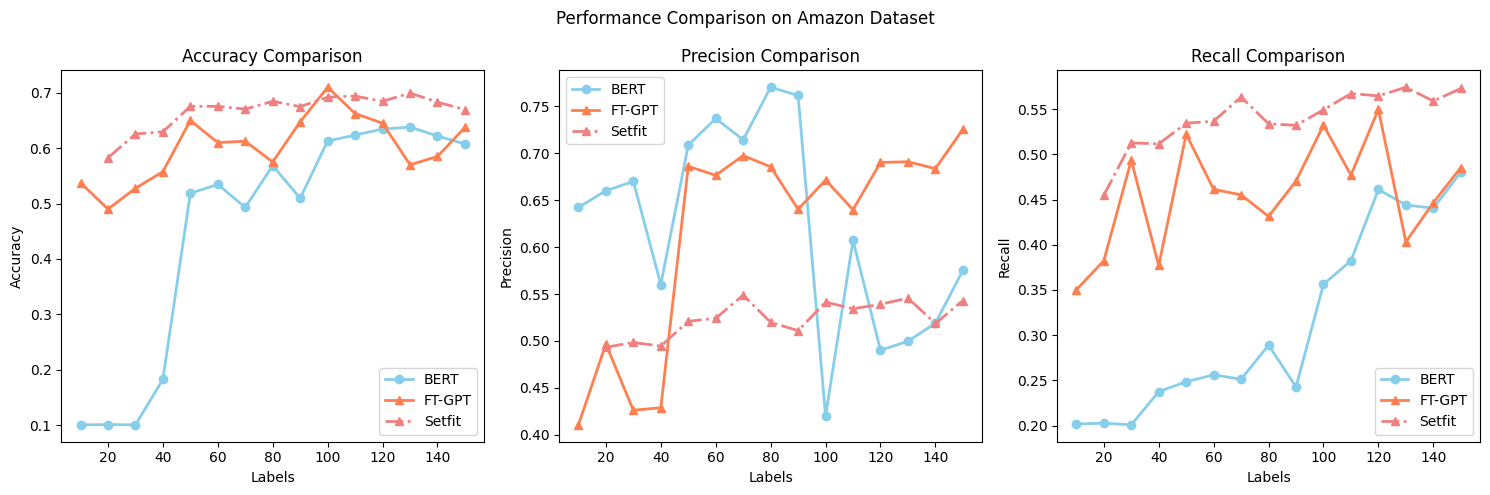 Performance Comparison on Amazon Dataset
Accuracy Comparison
Accuracy
0.7
0.6
0.5
0.4
0.3
0.2
0.1
20 40 60 80 100 120 140
Labels
BERT
FT-GPT
Setfit
Precision Comparison
Precision
0.75
0.70
0.65
0.60
0.55
0.50
0.45
0.40
20 40 60 80 100 120 140
Labels
BERT
FT-GPT
Setfit
Recall Comparison
Recall
0.55
0.50
0.45
0.40
0.35
0.30
0.25
0.20
20 40 60 80 100 120 140
Labels
BERT
FT-GPT
Setfit